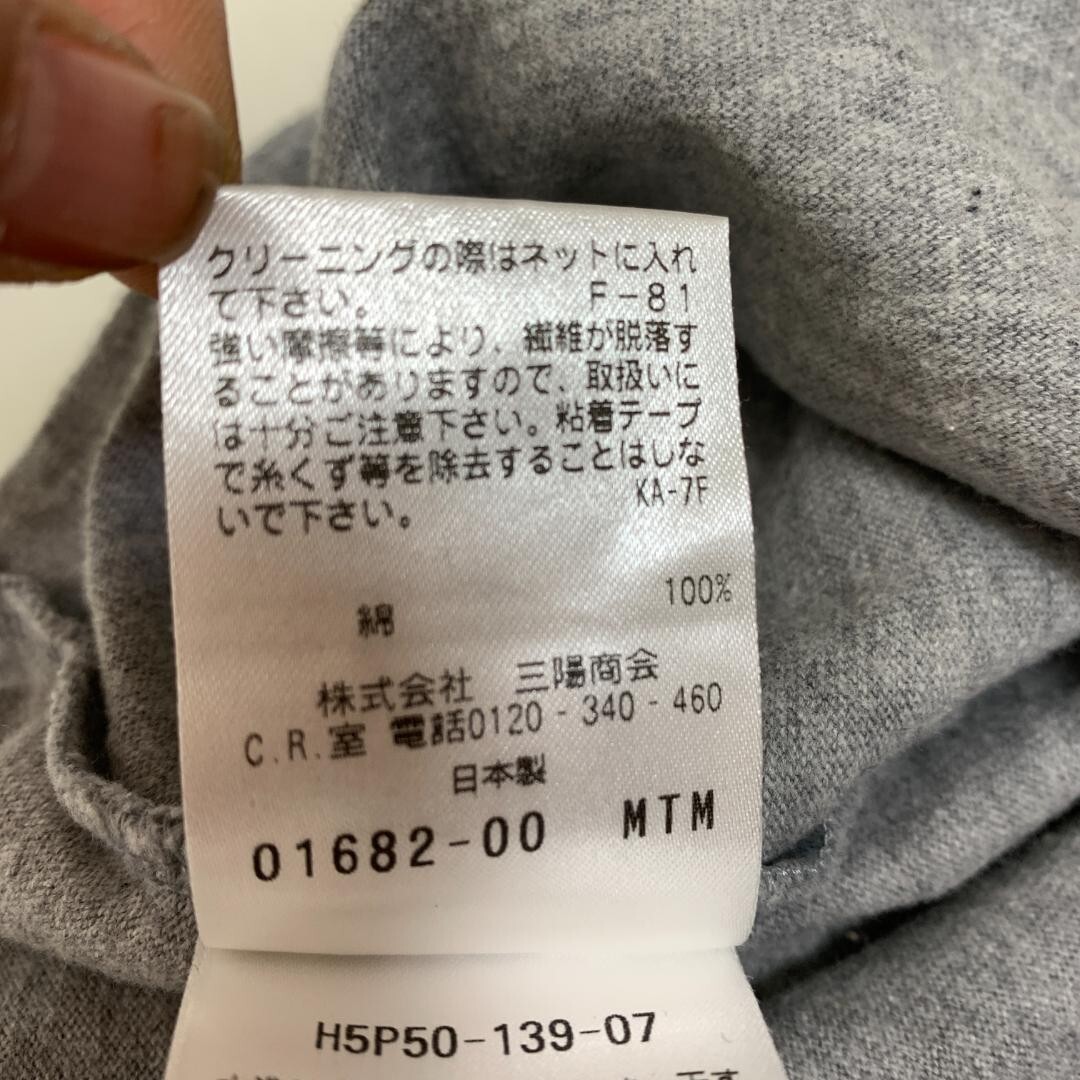 クリーニングの際はネットに入れ
て下さい。 F-81
強い摩擦等により、繊維が脱落す
ることがありますので、取扱いに
は十分ご注意下さい。粘着テープ
で糸くず等を除去することはしな
いで下さい。 KA-7F
綿 100%
株式会社 三陽商会
C.R.室 電話0120-340-460
日本製
01682-00 MTM
H5P50-139-07